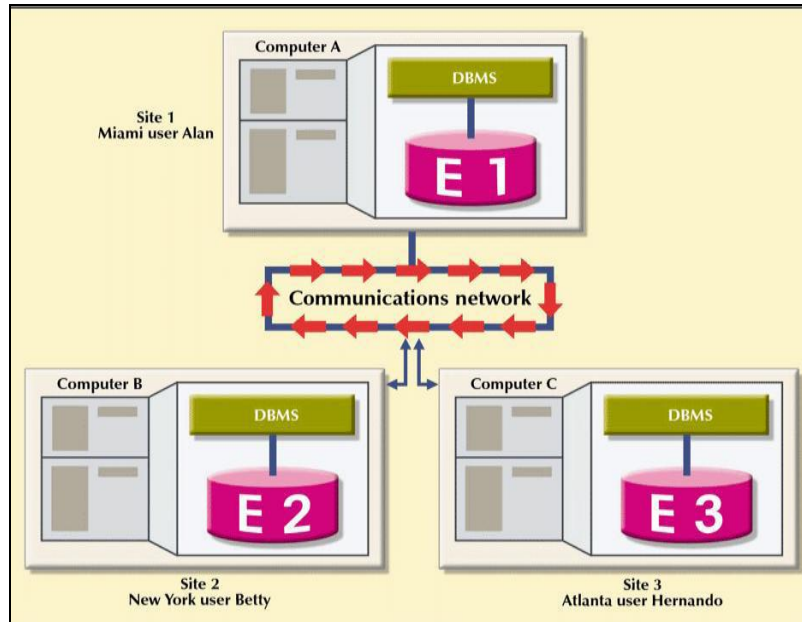 Computer A
DBMS
Site 1
Miami user Alan
E 1
Communications network
Computer B
DBMS
E 2
Site 2
New York user Betty
Computer C
DBMS
E 3
Site 3
Atlanta user Hernando